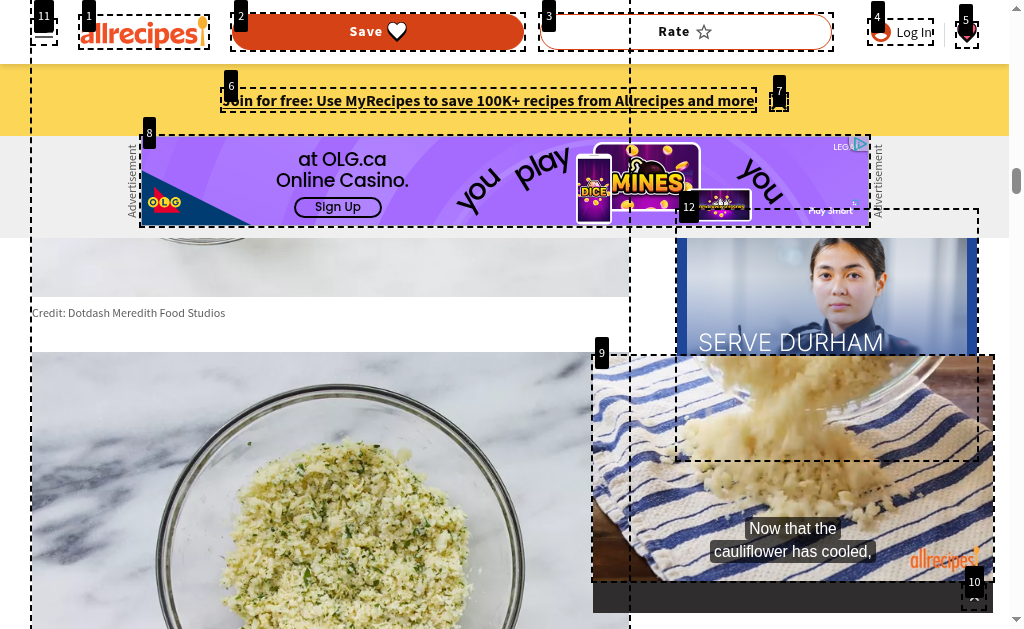 11
1
2
3
4
5
allrecipes
Save
Rate
Log In
6
7
Join for free: Use MyRecipes to save 100K+ recipes from Allrecipes and more
8
Advertisement
at OLG.ca
Online Casino.
Sign Up
OLG
you play
DICE
MINES
you
LEGO
Play Smart
Advertisement
12
Credit: Dotdash Meredith Food Studios
SERVE DURHAM
9
Now that the
cauliflower has cooled,
allrecipes
10